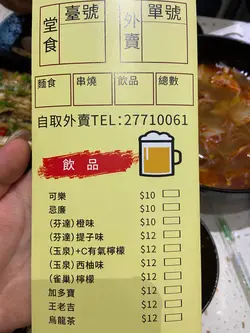 堂食
臺號
外賣
單號
麵食 串燒 飲品 總數
自取外賣TEL:27710061
飲品
可樂 $10
忌廉 $10
(芬達)橙味 $10
(芬達)提子味 $12
(玉泉)+C有氣檸檬 $12
(玉泉)西柚味 $12
(雀巢)檸檬 $12
加多寶 $12
王老吉 $12
烏龍茶 $12